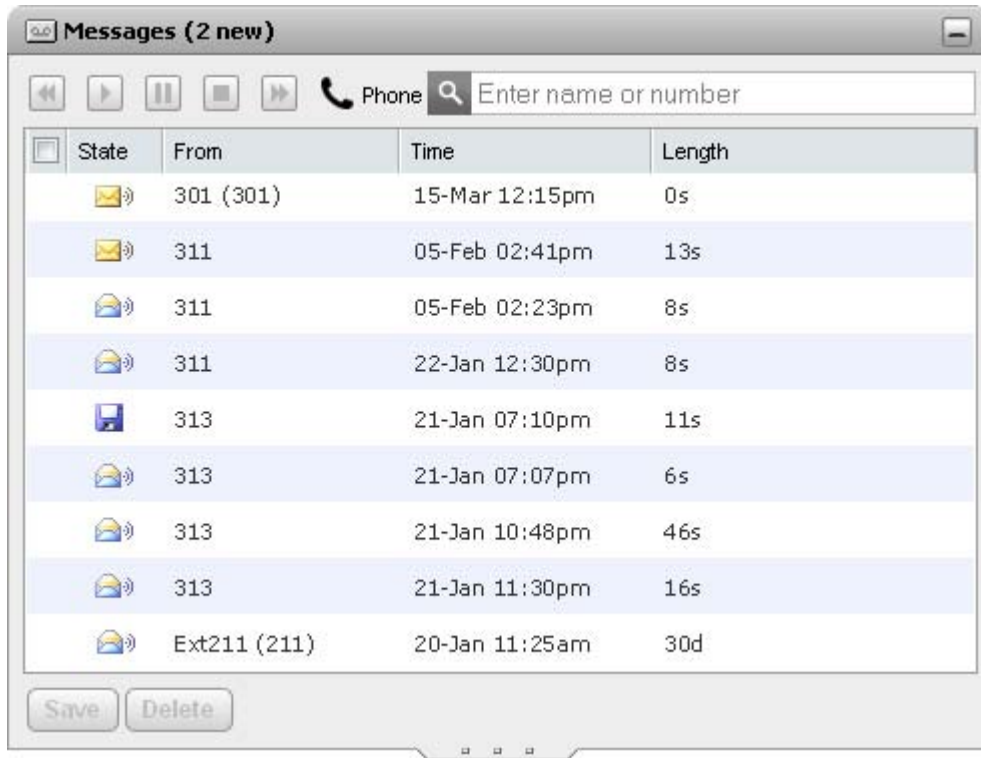 Messages (2 new)
Phone Enter name or number
State From Time Length
301 (301) 15-Mar 12:15pm 0s
311 05-Feb 02:41pm 13s
311 05-Feb 02:23pm 8s
311 22-Jan 12:30pm 8s
313 21-Jan 07:10pm 11s
313 21-Jan 07:07pm 6s
313 21-Jan 10:48pm 46s
313 21-Jan 11:30pm 16s
Ext211 (211) 20-Jan 11:25am 30d
Save Delete